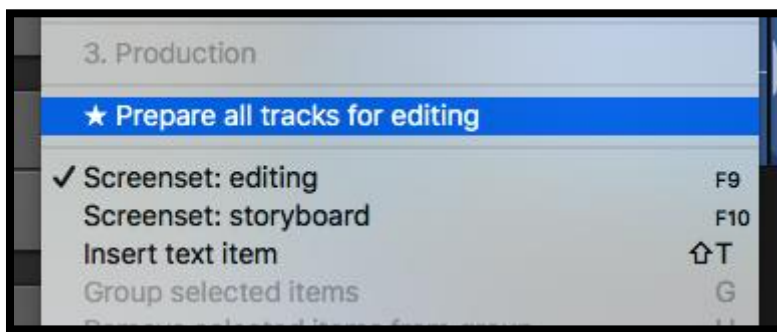 3. Production
★ Prepare all tracks for editing
✓ Screenset: editing F9
Screenset: storyboard F10
Insert text item ⇧T
Group selected items G